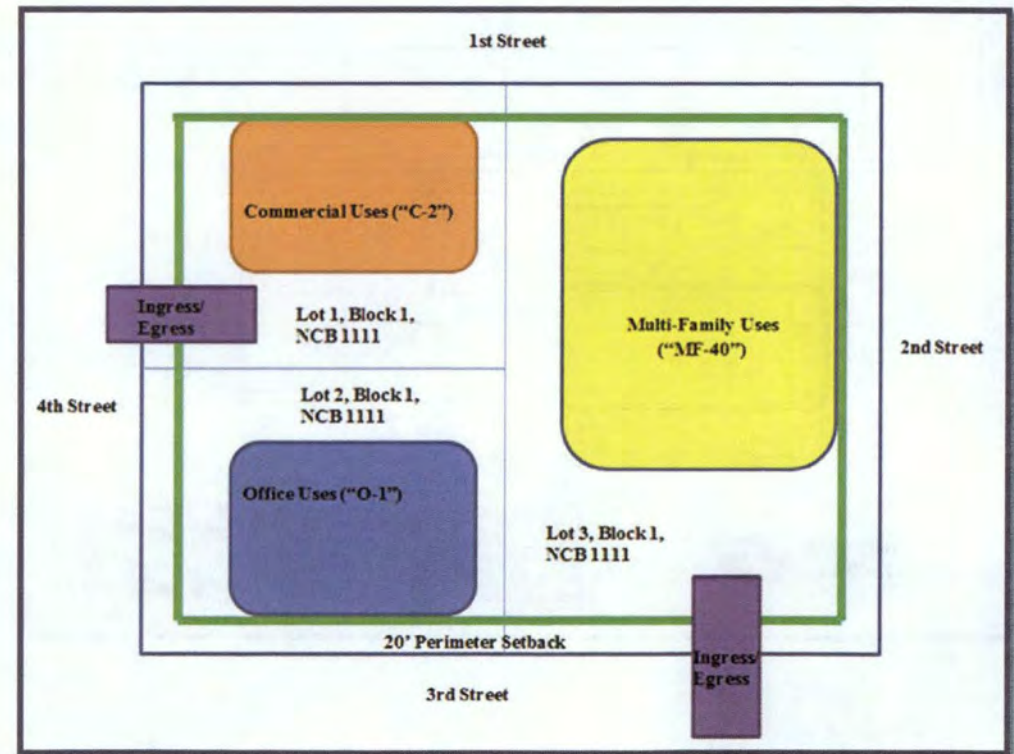 1st Street
Commercial Uses ("C-2")
Ingress/
Egress
Lot 1, Block 1,
NCB 1111
Multi-Family Uses
("MF-40")
2nd Street
4th Street
Lot 2, Block 1,
NCB 1111
Office Uses ("O-1")
Lot 3, Block 1,
NCB 1111
20' Perimeter Setback
Ingress/
Egress
3rd Street